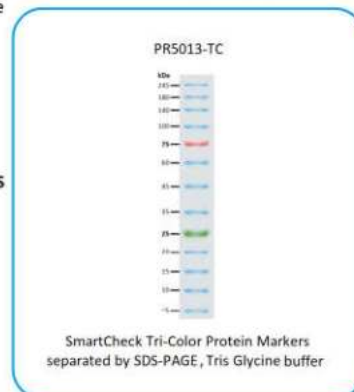 e
PR5013-TC
kDa
245
180
140
100
75
60
45
35
25
20
15
10
~5
s
SmartCheck Tri-Color Protein Markers
separated by SDS-PAGE, Tris Glycine buffer